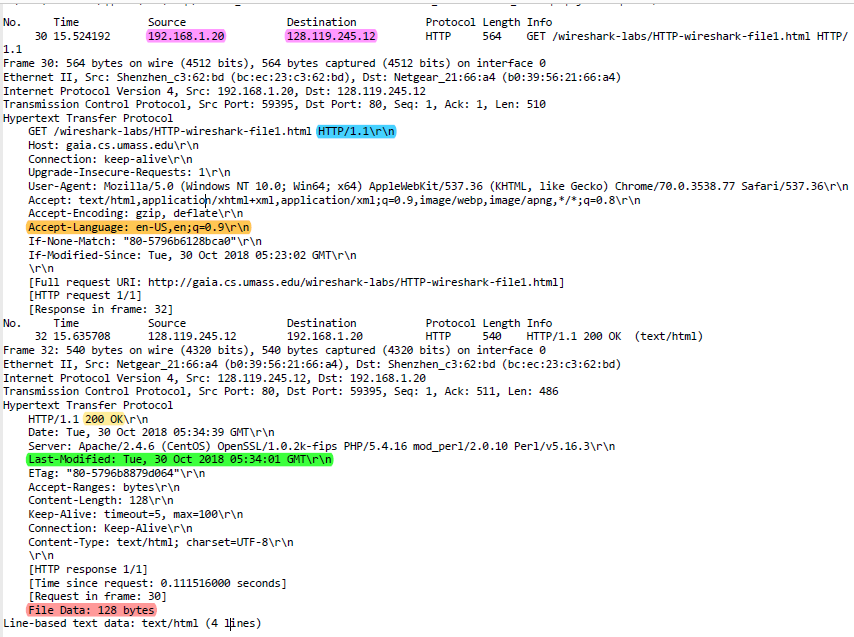 No.     Time           Source                Destination           Protocol Length Info
     30 15.524192      192.168.1.20          128.119.245.12        HTTP     564    GET /wireshark-labs/HTTP-wireshark-file1.html HTTP/
1.1
Frame 30: 564 bytes on wire (4512 bits), 564 bytes captured (4512 bits) on interface 0
Ethernet II, Src: Shenzhen_c3:62:bd (bc:ec:23:c3:62:bd), Dst: Netgear_21:66:a4 (b0:39:56:21:66:a4)
Internet Protocol Version 4, Src: 192.168.1.20, Dst: 128.119.245.12
Transmission Control Protocol, Src Port: 59395, Dst Port: 80, Seq: 1, Ack: 1, Len: 510
Hypertext Transfer Protocol
    GET /wireshark-labs/HTTP-wireshark-file1.html HTTP/1.1\r\n
    Host: gaia.cs.umass.edu\r\n
    Connection: keep-alive\r\n
    Upgrade-Insecure-Requests: 1\r\n
    User-Agent: Mozilla/5.0 (Windows NT 10.0; Win64; x64) AppleWebKit/537.36 (KHTML, like Gecko) Chrome/70.0.3538.77 Safari/537.36\r\n
    Accept: text/html,application/xhtml+xml,application/xml;q=0.9,image/webp,image/apng,*/*;q=0.8\r\n
    Accept-Encoding: gzip, deflate\r\n
    Accept-Language: en-US,en;q=0.9\r\n
    If-None-Match: "80-5796b6128bca0"\r\n
    If-Modified-Since: Tue, 30 Oct 2018 05:23:02 GMT\r\n
    \r\n
    [Full request URI: http://gaia.cs.umass.edu/wireshark-labs/HTTP-wireshark-file1.html]
    [HTTP request 1/1]
    [Response in frame: 32]
No.     Time           Source                Destination           Protocol Length Info
     32 15.635708      128.119.245.12        192.168.1.20          HTTP     540    HTTP/1.1 200 OK  (text/html)
Frame 32: 540 bytes on wire (4320 bits), 540 bytes captured (4320 bits) on interface 0
Ethernet II, Src: Netgear_21:66:a4 (b0:39:56:21:66:a4), Dst: Shenzhen_c3:62:bd (bc:ec:23:c3:62:bd)
Internet Protocol Version 4, Src: 128.119.245.12, Dst: 192.168.1.20
Transmission Control Protocol, Src Port: 80, Dst Port: 59395, Seq: 1, Ack: 511, Len: 486
Hypertext Transfer Protocol
    HTTP/1.1 200 OK\r\n
    Date: Tue, 30 Oct 2018 05:34:39 GMT\r\n
    Server: Apache/2.4.6 (CentOS) OpenSSL/1.0.2k-fips PHP/5.4.16 mod_perl/2.0.10 Perl/v5.16.3\r\n
    Last-Modified: Tue, 30 Oct 2018 05:34:01 GMT\r\n
    ETag: "80-5796b8879d064"\r\n
    Accept-Ranges: bytes\r\n
    Content-Length: 128\r\n
    Keep-Alive: timeout=5, max=100\r\n
    Connection: Keep-Alive\r\n
    Content-Type: text/html; charset=UTF-8\r\n
    \r\n
    [HTTP response 1/1]
    [Time since request: 0.111516000 seconds]
    [Request in frame: 30]
    File Data: 128 bytes
Line-based text data: text/html (4 lines)